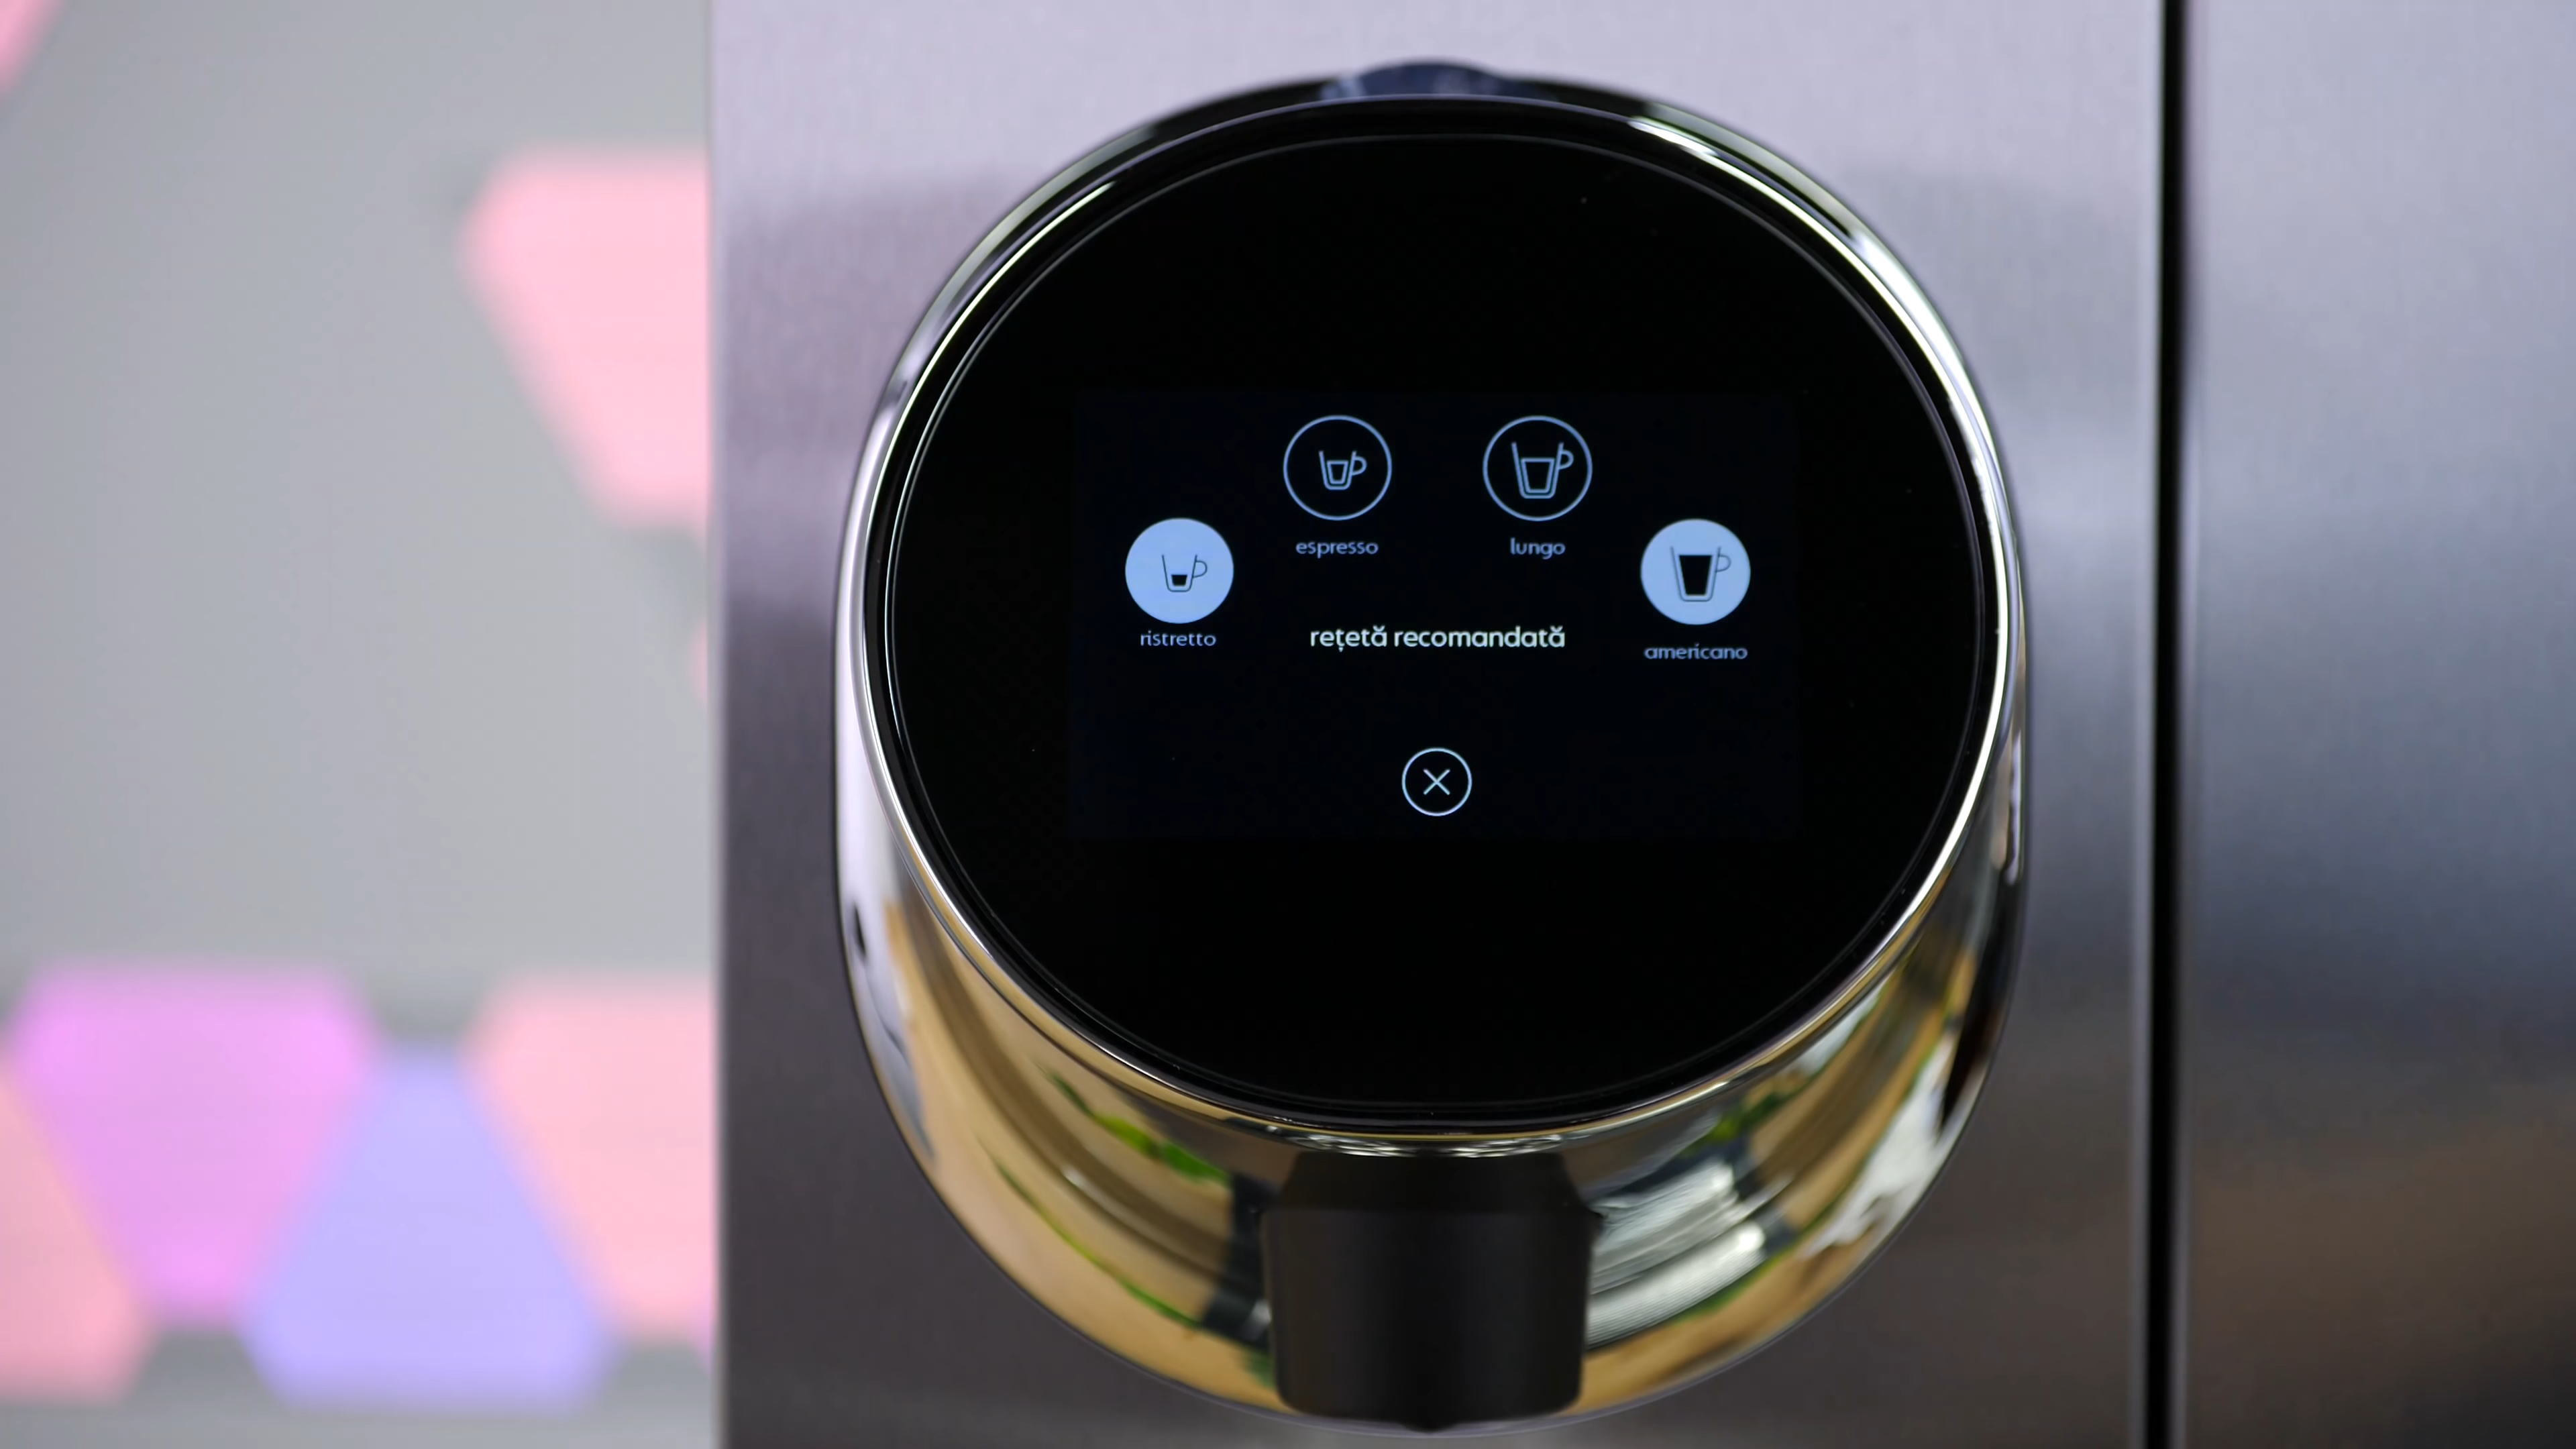 espresso
lungo
ristretto
rețetă recomandată
americano